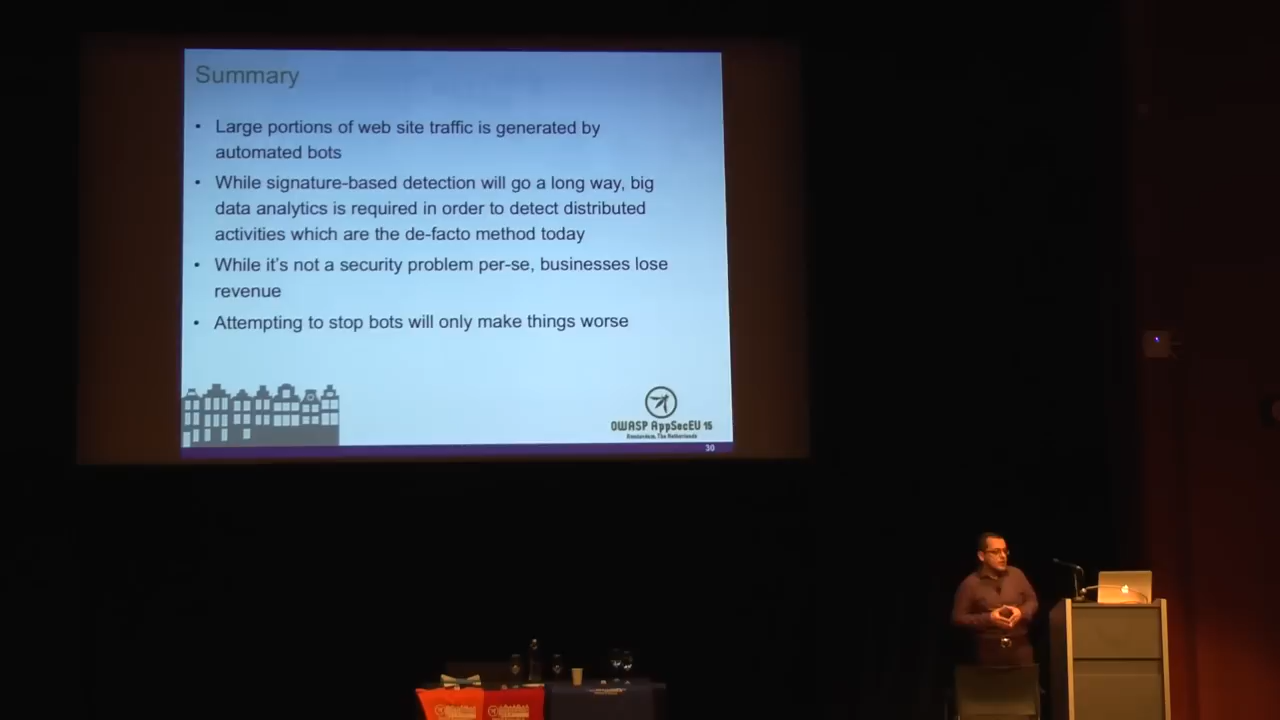 Summary
• Large portions of web site traffic is generated by
automated bots
• While signature-based detection will go a long way, big
data analytics is required in order to detect distributed
activities which are the de-facto method today
• While it's not a security problem per-se, businesses lose
revenue
• Attempting to stop bots will only make things worse
OWASP AppSecEU 15
Amsterdam, The Netherlands
30